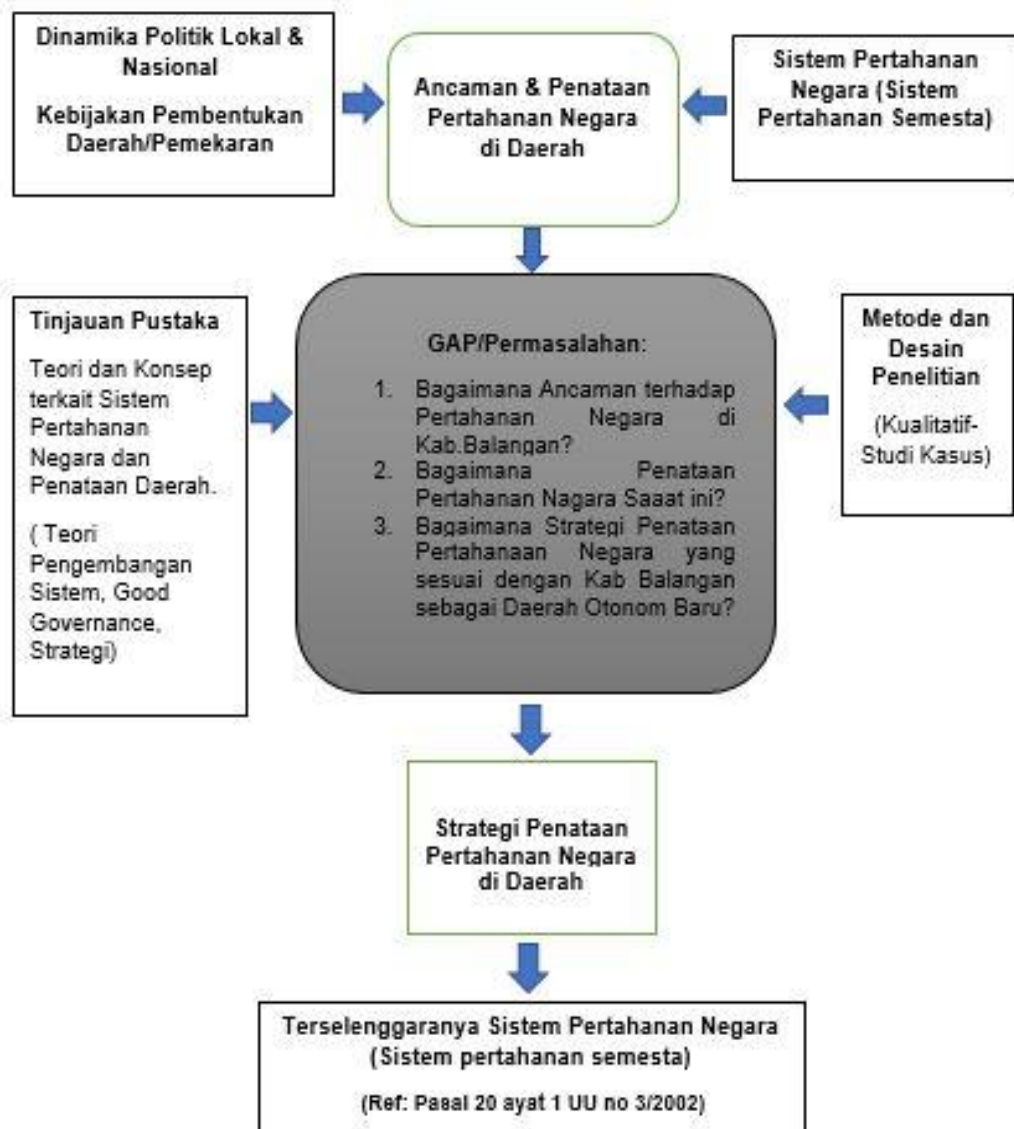 Dinamika Politik Lokal &
Nasional
Kebijakan Pembentukan
Daerah/Pemekaran
Ancaman & Penataan
Pertahanan Negara
di Daerah
Sistem Pertahanan
Negara (Sistem
Pertahanan Semesta)
Tinjauan Pustaka
Teori dan Konsep
terkait Sistem
Pertahanan
Negara dan
Penataan Daerah.
( Teori
Pengembangan
Sistem, Good
Governance,
Strategi)
GAP/Permasalahan:
1. Bagaimana Ancaman terhadap
Pertahanan Negara di
Kab.Balangan?
2. Bagaimana Penataan
Pertahanan Nagara Saaat ini?
3. Bagaimana Strategi Penataan
Pertahanaan Negara yang
sesuai dengan Kab Balangan
sebagai Daerah Otonom Baru?
Metode dan
Desain
Penelitian
(Kualitatif-
Studi Kasus)
Strategi Penataan
Pertahanan Negara
di Daerah
Terselenggaranya Sistem Pertahanan Negara
(Sistem pertahanan semesta)
(Ref: Pasal 20 ayat 1 UU no 3/2002)